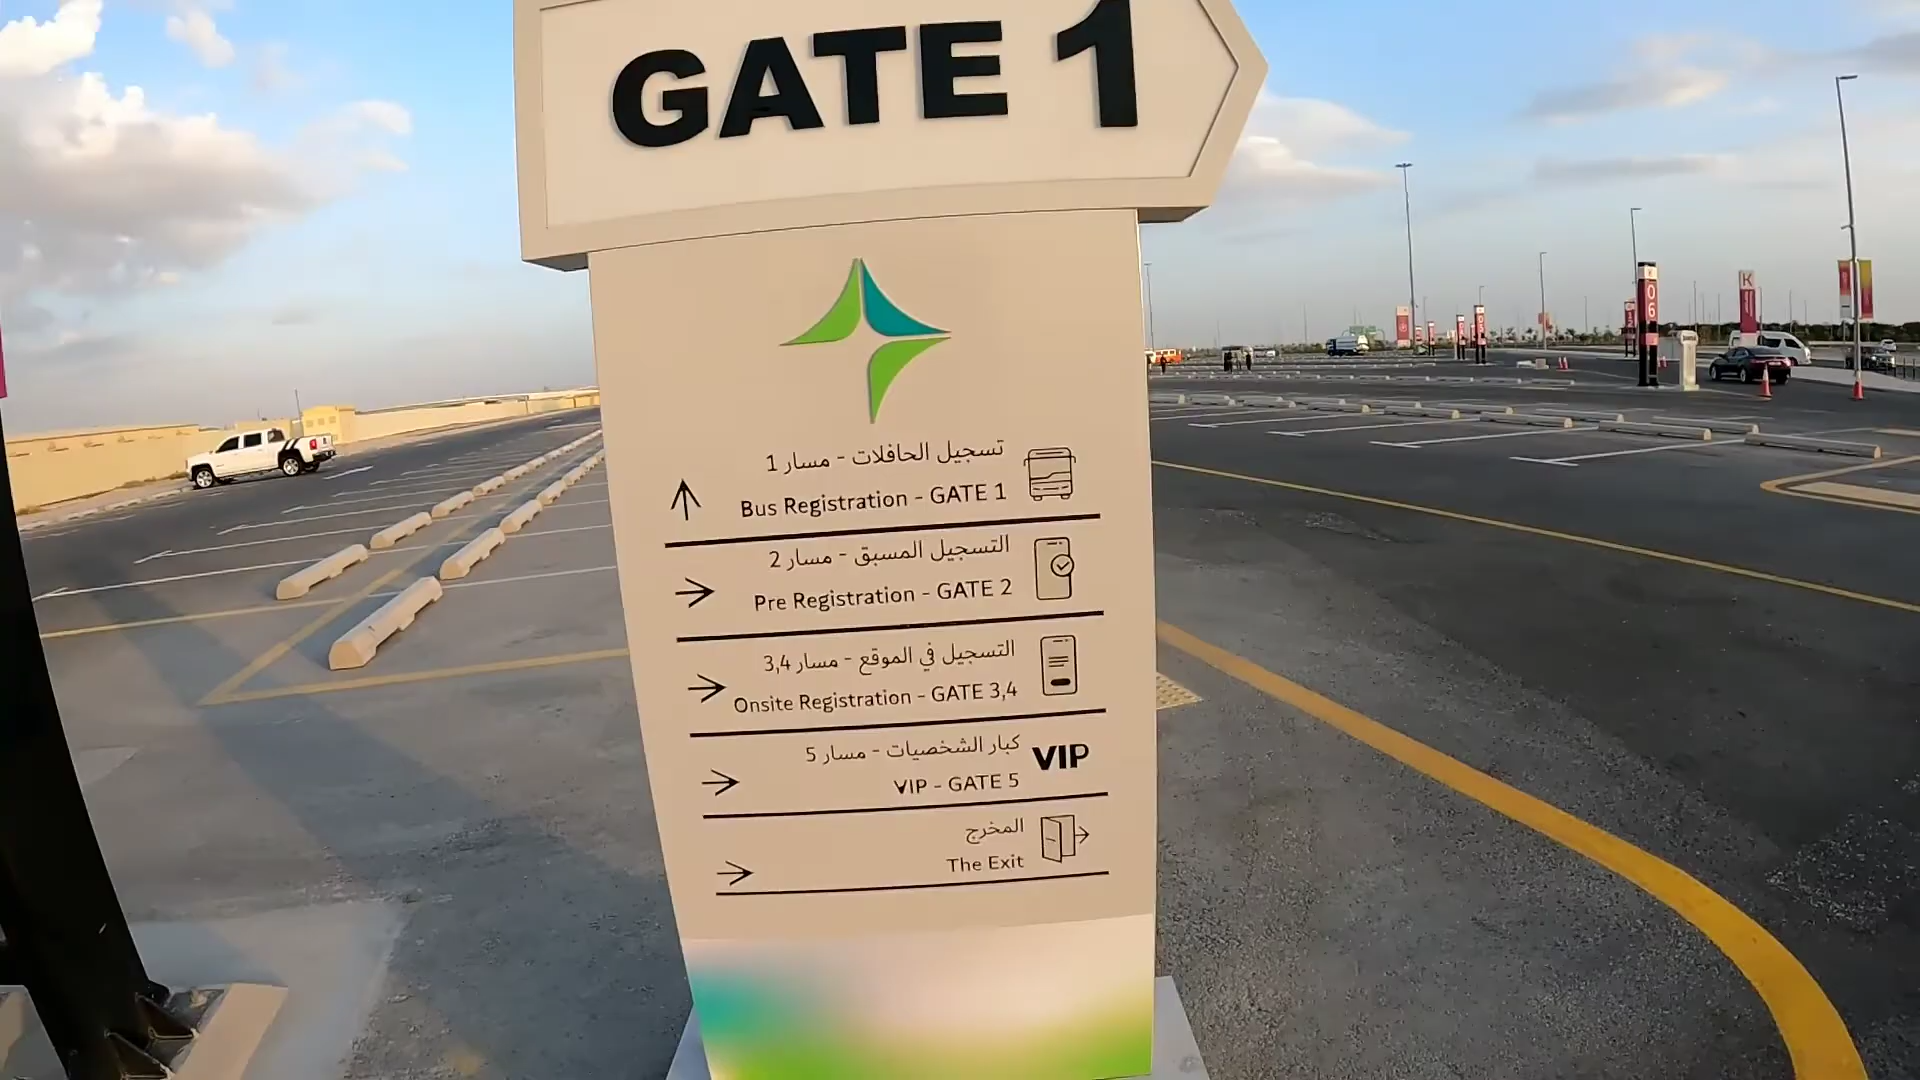 GATE 1
تسجيل الحافلات - مسار 1
Bus Registration - GATE 1
التسجيل المسبق - مسار 2
Pre Registration - GATE 2
التسجيل في الموقع - مسار 3,4
Onsite Registration - GATE 3,4
كبار الشخصيات - مسار 5
VIP
VIP - GATE 5
المخرج
The Exit
K
06
K